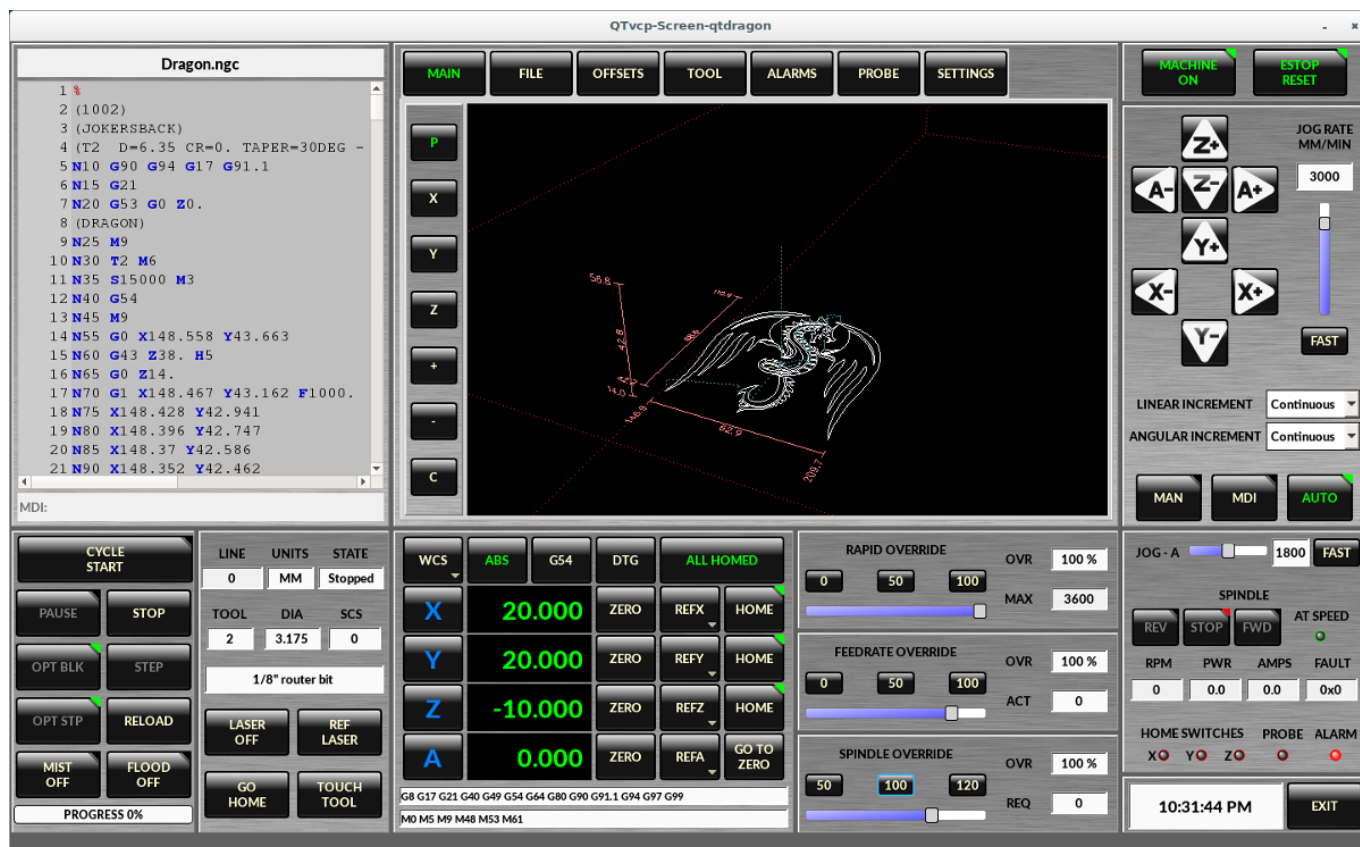 QTvcp-Screen-qtdragon
Dragon.ngc
1 %
2 (1002)
3 (JOKERSBACK)
4 (T2 D=6.35 CR=0. TAPER=30DEG -
5 N10 G90 G94 G17 G91.1
6 N15 G21
7 N20 G53 G0 Z0.
8 (DRAGON)
9 N25 M9
10 N30 T2 M6
11 N35 S15000 M3
12 N40 G54
13 N45 M9
14 N55 G0 X148.558 Y43.663
15 N60 G43 Z38. H5
16 N65 G0 Z14.
17 N70 G1 X148.467 Y43.162 F1000.
18 N75 X148.428 Y42.941
19 N80 X148.396 Y42.747
20 N85 X148.37 Y42.586
21 N90 X148.352 Y42.462
MDI:
MAIN FILE OFFSETS TOOL ALARMS PROBE SETTINGS
P
X
Y
Z
+
-
C
56.8
42.8
14.0
146.9
62.9
209.7
MACHINE ON
ESTOP RESET
JOG RATE
MM/MIN
3000
Z+
A- Z- A+
Y+
X- X+
Y-
FAST
LINEAR INCREMENT Continuous
ANGULAR INCREMENT Continuous
MAN MDI AUTO
CYCLE START
PAUSE STOP
OPT BLK STEP
OPT STP RELOAD
MIST OFF
FLOOD OFF
PROGRESS 0%
LINE UNITS STATE
0 MM Stopped
TOOL DIA SCS
2 3.175 0
1/8" router bit
LASER OFF
REF LASER
GO HOME
TOUCH TOOL
WCS ABS G54 DTG ALL HOMED
X 20.000 ZERO REFX HOME
Y 20.000 ZERO REFY HOME
Z -10.000 ZERO REFZ HOME
A 0.000 ZERO REFA GO TO ZERO
G8 G17 G21 G40 G49 G54 G64 G80 G90 G91.1 G94 G97 G99
M0 M5 M9 M48 M53 M61
RAPID OVERRIDE
0 50 100
OVR 100 %
MAX 3600
FEEDRATE OVERRIDE
0 50 100
OVR 100 %
ACT 0
SPINDLE OVERRIDE
50 100 120
OVR 100 %
REQ 0
JOG - A 1800 FAST
SPINDLE
REV STOP FWD AT SPEED
RPM PWR AMPS FAULT
0 0.0 0.0 0x0
HOME SWITCHES PROBE ALARM
X Y Z
10:31:44 PM EXIT